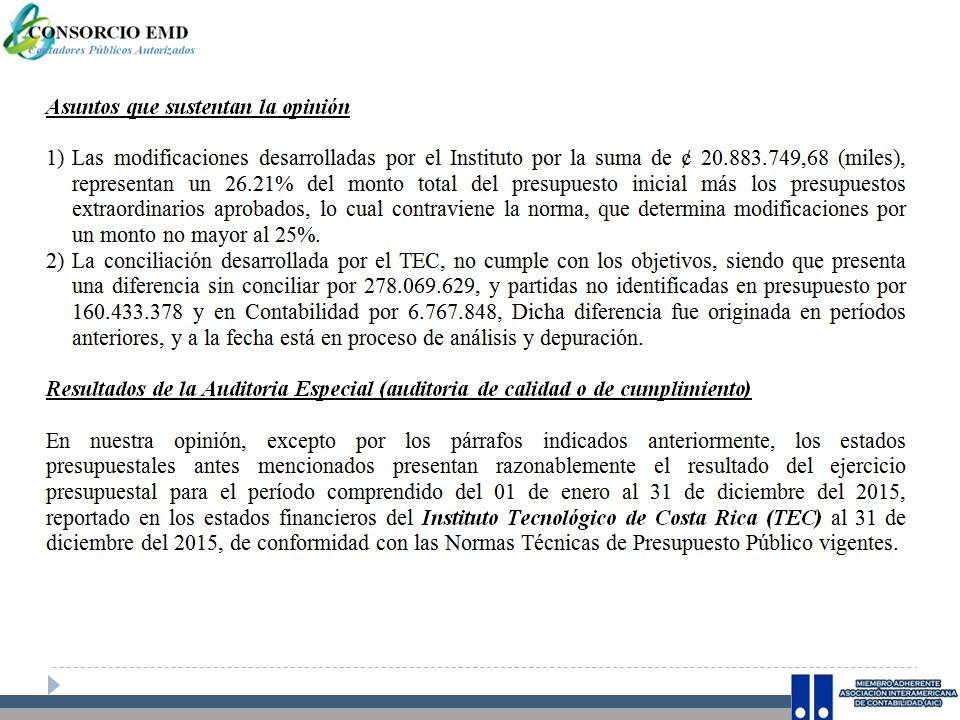 CONSORCIO EMD
Contadores Públicos Autorizados
Asuntos que sustentan la opinión
1) Las modificaciones desarrolladas por el Instituto por la suma de ¢ 20.883.749,68 (miles),
representan un 26.21% del monto total del presupuesto inicial más los presupuestos
extraordinarios aprobados, lo cual contraviene la norma, que determina modificaciones por
un monto no mayor al 25%.
2) La conciliación desarrollada por el TEC, no cumple con los objetivos, siendo que presenta
una diferencia sin conciliar por 278.069.629, y partidas no identificadas en presupuesto por
160.433.378 y en Contabilidad por 6.767.848, Dicha diferencia fue originada en períodos
anteriores, y a la fecha está en proceso de análisis y depuración.
Resultados de la Auditoria Especial (auditoria de calidad o de cumplimiento)
En nuestra opinión, excepto por los párrafos indicados anteriormente, los estados
presupuestales antes mencionados presentan razonablemente el resultado del ejercicio
presupuestal para el período comprendido del 01 de enero al 31 de diciembre del 2015,
reportado en los estados financieros del Instituto Tecnológico de Costa Rica (TEC) al 31 de
diciembre del 2015, de conformidad con las Normas Técnicas de Presupuesto Público vigentes.
MIEMBRO ADHERENTE
ASOCIACIÓN INTERAMERICANA
DE CONTABILIDAD (AIC)